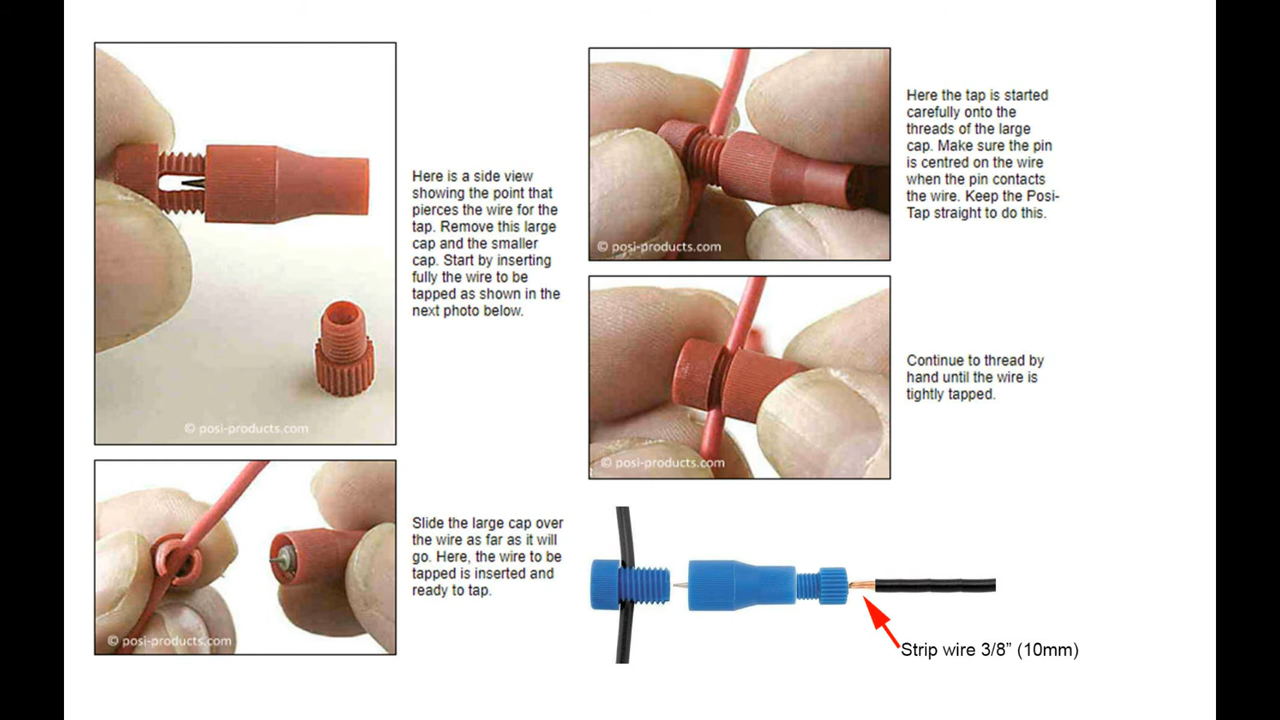 Here is a side view
showing the point that
pierces the wire for the
tap. Remove this large
cap and the smaller
cap. Start by inserting
fully the wire to be
tapped as shown in the
next photo below.
© posi-products.com
Slide the large cap over
the wire as far as it will
go. Here, the wire to be
tapped is inserted and
ready to tap.
© posi-products.com
Here the tap is started
carefully onto the
threads of the large
cap. Make sure the pin
is centred on the wire
when the pin contacts
the wire. Keep the Posi-
Tap straight to do this.
© posi-products.com
Continue to thread by
hand until the wire is
tightly tapped.
© posi-products.com
Strip wire 3/8” (10mm)